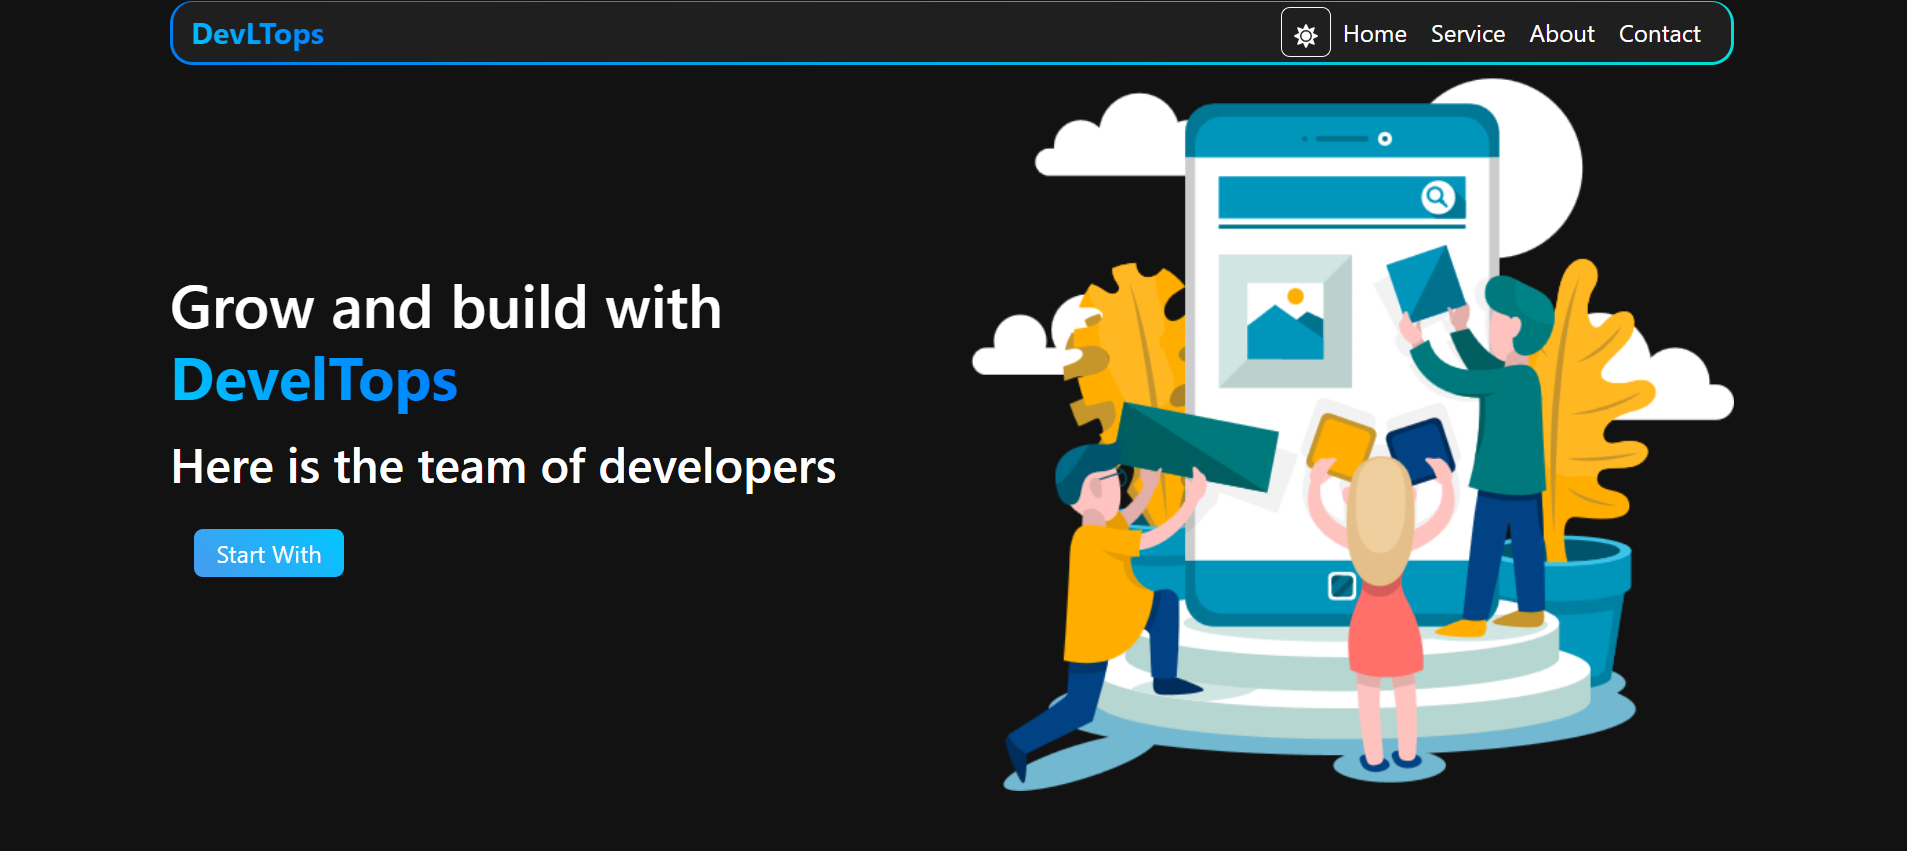 DevLTops
Home Service About Contact
Grow and build with
DevelTops
Here is the team of developers
Start With